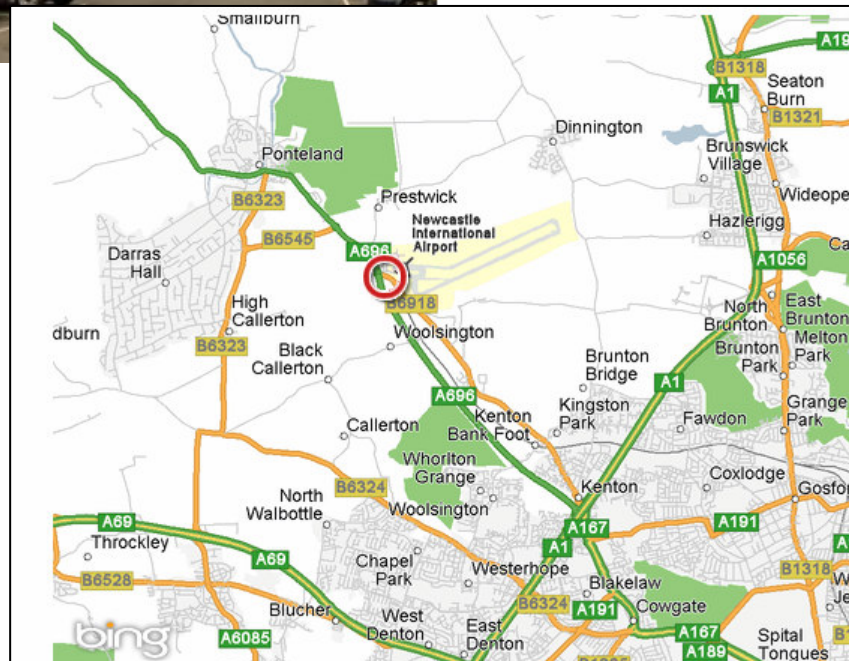 Smallburn
A19
B1318
A1
Seaton
Burn
B1321
Dinnington
Ponteland
Brunswick
Village
Prestwick
Wideope
B6323
Newcastle
International
Airport
Hazlerigg
B6545
A696
Darras
Hall
A1056
Ca
High
Callerton
B6918
North
Brunton
East
Brunton
dburn
B6323
Woolsington
Melton
Park
Black
Callerton
Brunton
Bridge
Brunton
Park
A1
A696
Kenton
Bank Foot
Kingston
Park
Grange
Park
Callerton
Fawdon
Whorlton
Grange
B6324
Coxlodge
North
Walbottle
Woolsington
Kenton
Gosfor
A69
A167
A191
Throckley
A69
A1
Chapel
Park
B6528
Westerhope
B1318
Blakelaw
Blucher
West
Denton
B6324
A191
Cowgate
A6085
East
Denton
A167
A189
Spital
Tongues
bing